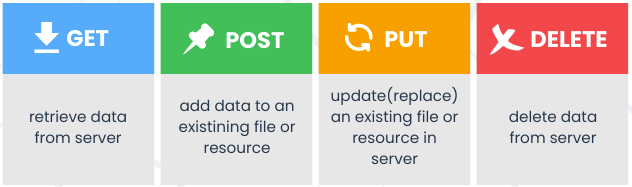 GET
retrieve data
from server
POST
add data to an
existining file or
resource
PUT
update(replace)
an existing file or
resource in
server
DELETE
delete data
from server